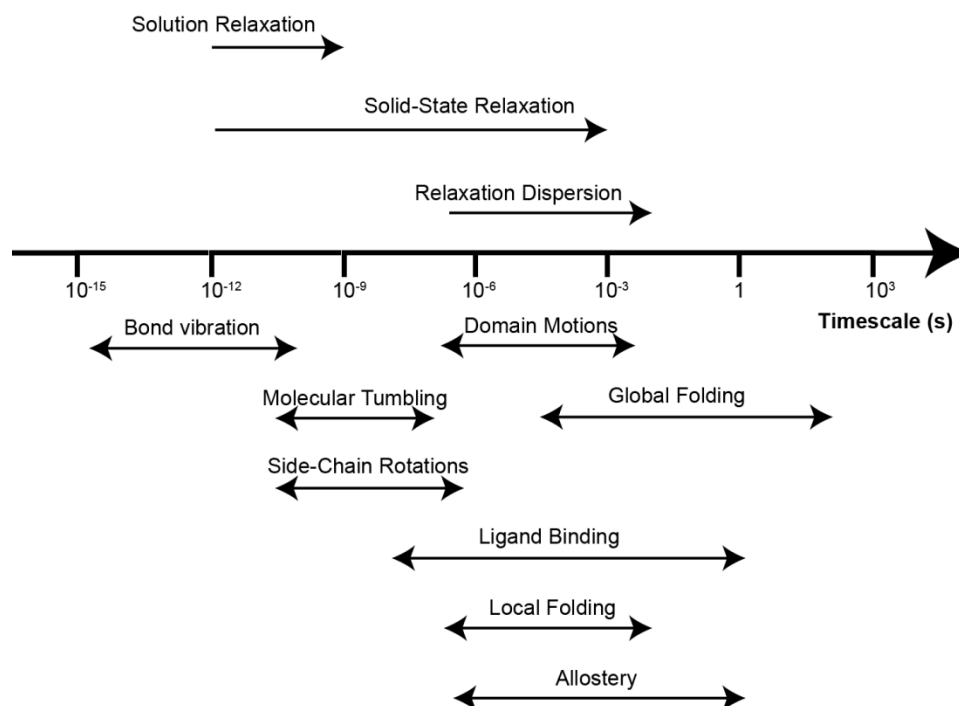 Solution Relaxation
Solid-State Relaxation
Relaxation Dispersion
10⁻¹⁵ 10⁻¹² 10⁻⁹ 10⁻⁶ 10⁻³ 1 10³
Timescale (s)
Bond vibration
Domain Motions
Molecular Tumbling
Global Folding
Side-Chain Rotations
Ligand Binding
Local Folding
Allostery